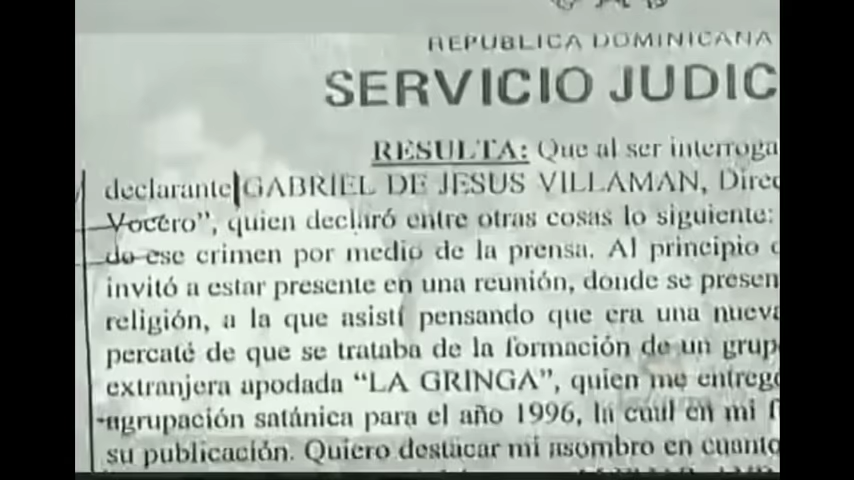 REPUBLICA DOMINICANA
SERVICIO JUDIC
RESULTA: Que al ser interroga
declarante GABRIEL DE JESUS VILLAMAN, Direc
Vocero", quien declaró entre otras cosas lo siguiente:
do ese crimen por medio de la prensa. Al principio
invitó a estar presente en una reunión, donde se presen
religión, a la que asistí pensando que era una nueva
percaté de que se trataba de la formación de un grup
extranjera apodada "LA GRINGA", quien me entreg
agrupación satánica para el año 1996, la cual en mi
su publicación. Quiero destacar mi asombro en cuanto